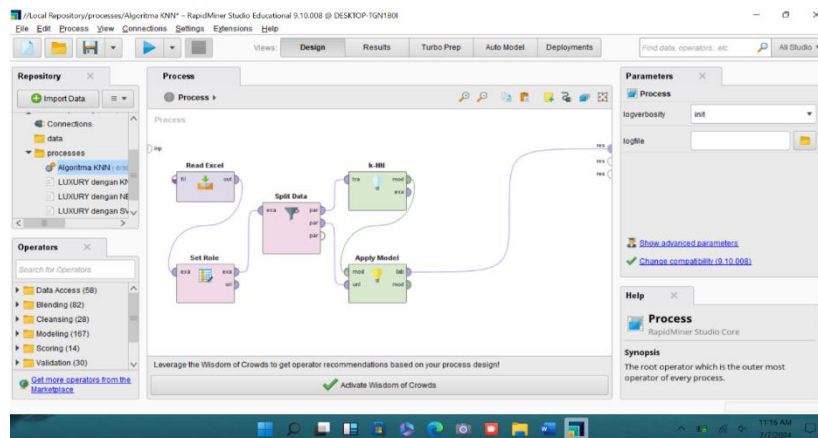 //Local Repository/processes/Algoritma KNN* – RapidMiner Studio Educational 9.10.008 @ DESKTOP-TGN180I
File Edit Process View Connections Settings Extensions Help
Views: Design Results Turbo Prep Auto Model Deployments
Find data, operators...etc
All Studio
Repository
Import Data
Connections
data
processes
Algoritma KNN
LUXURY dengan KN
LUXURY dengan NE
LUXURY dengan SV
Operators
Search for Operators
Data Access (58)
Blending (82)
Cleansing (28)
Modeling (167)
Scoring (14)
Validation (30)
Get more operators from the
Marketplace
Process
Process
Process
inp
res
res
res
Read Excel
fil out
k-NN
tra mod
exa
Split Data
exa par
par
par
Set Role
exa exa
ori
Apply Model
mod lab
unl mod
Leverage the Wisdom of Crowds to get operator recommendations based on your process design!
Activate Wisdom of Crowds
Parameters
Process
logverbosity init
logfile
Show advanced parameters
Change compatibility (9.10.008)
Help
Process
RapidMiner Studio Core
Synopsis
The root operator which is the outer most
operator of every process.
11:16 AM
7/7/2024